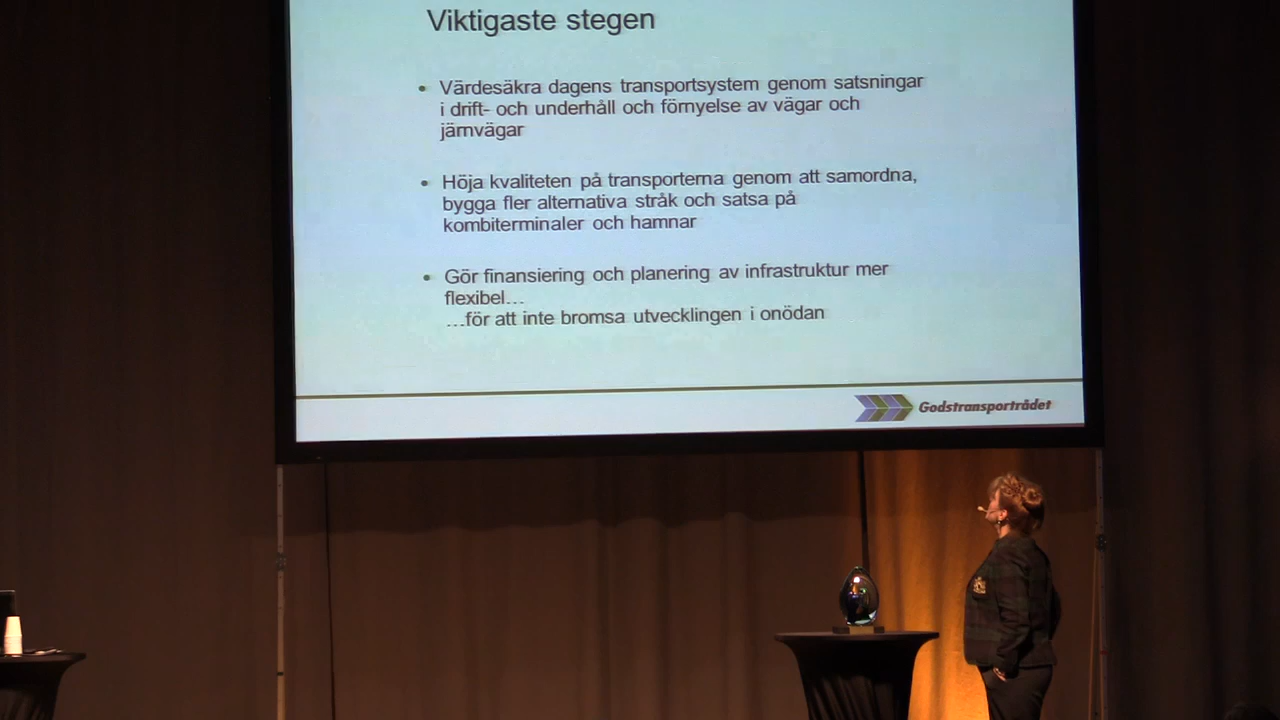 Viktigaste stegen
• Värdesäkra dagens transportsystem genom satsningar
i drift- och underhåll och förnyelse av vägar och
järnvägar
• Höja kvaliteten på transporterna genom att samordna,
bygga fler alternativa stråk och satsa på
kombiterminaler och hamnar
• Gör finansiering och planering av infrastruktur mer
flexibel…
…för att inte bromsa utvecklingen i onödan
Godstransportrådet